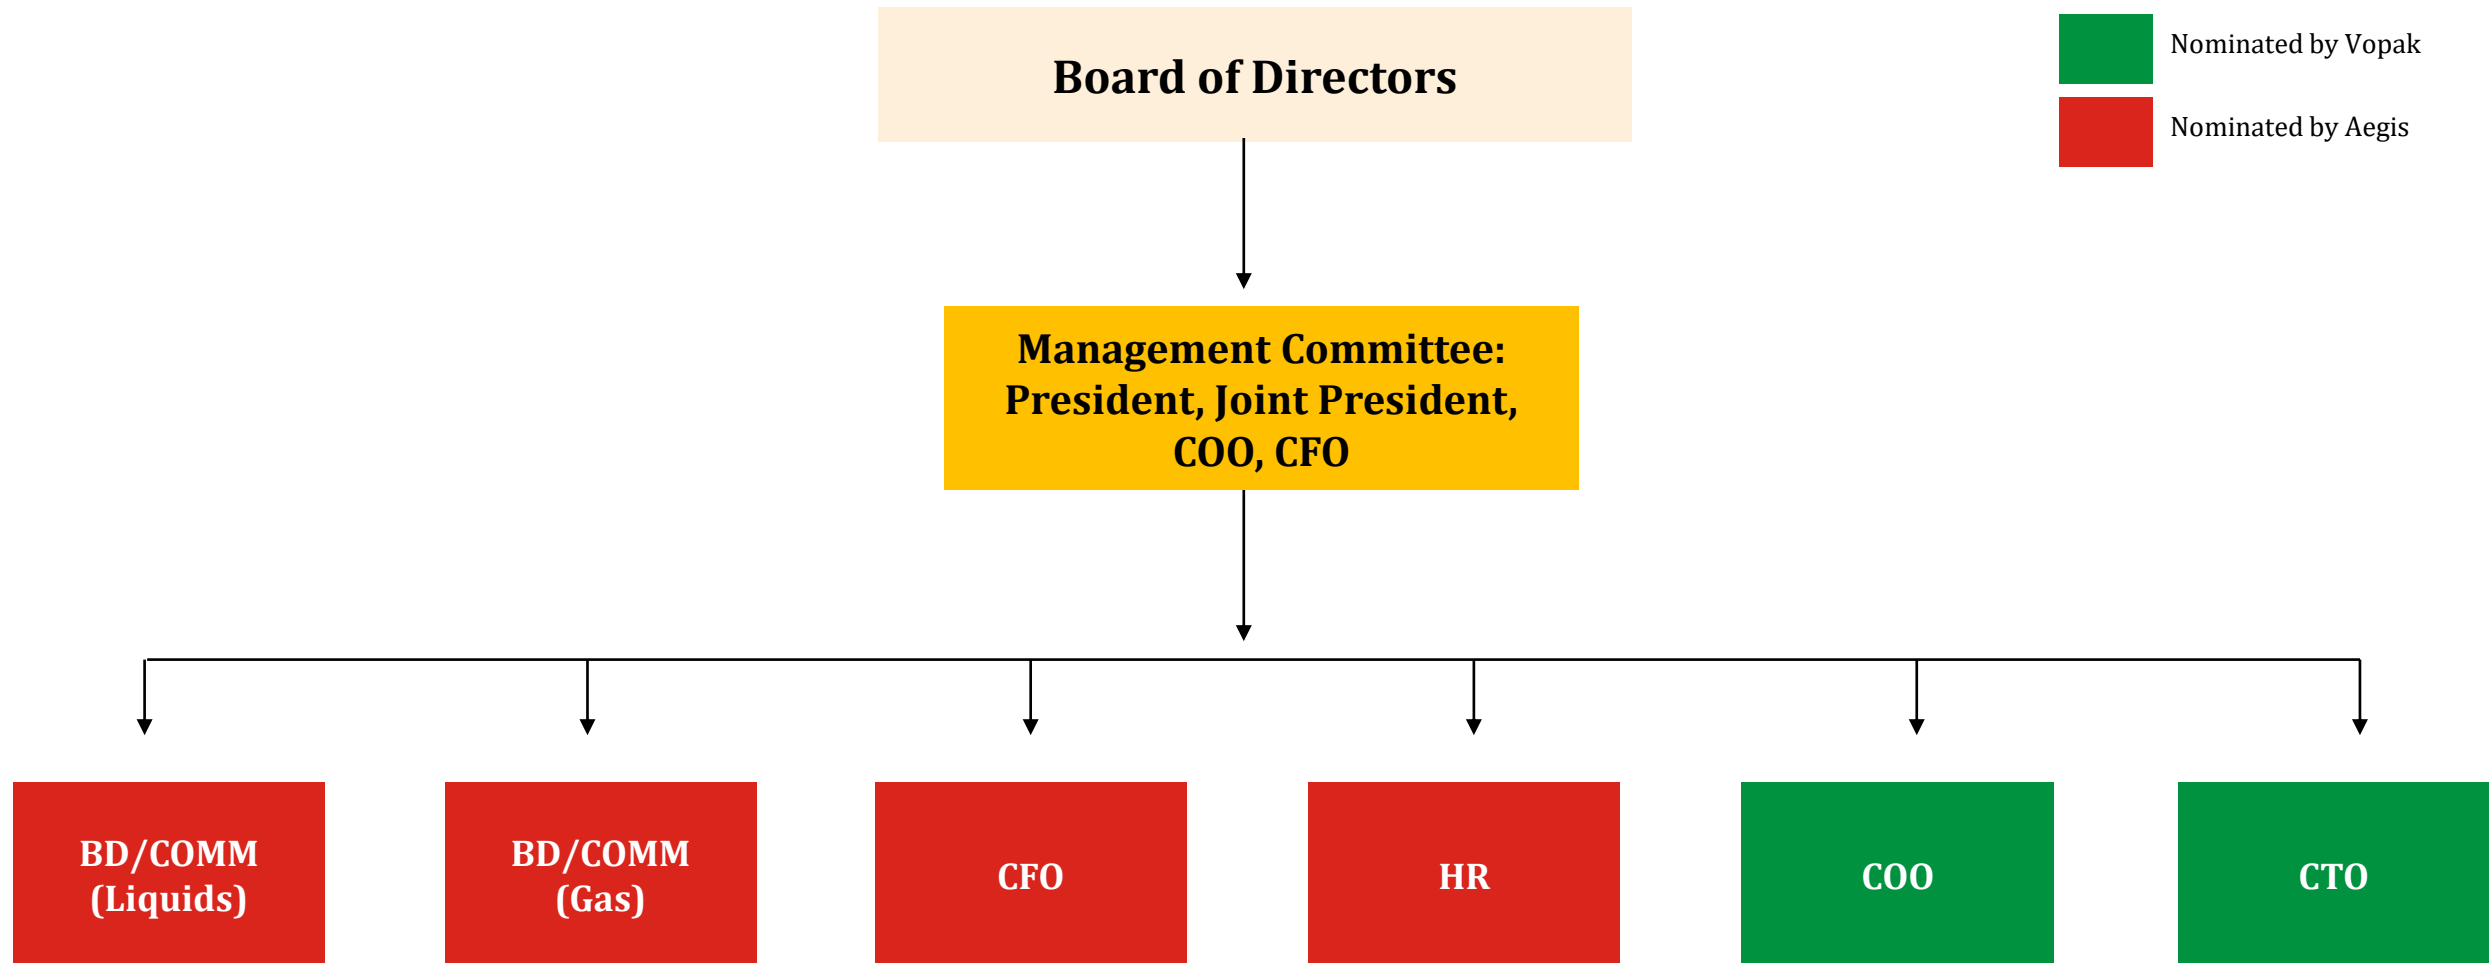 Board of Directors
Nominated by Vopak
Nominated by Aegis
Management Committee:
President, Joint President,
COO, CFO
BD/COMM
(Liquids)
BD/COMM
(Gas)
CFO
HR
COO
CTO